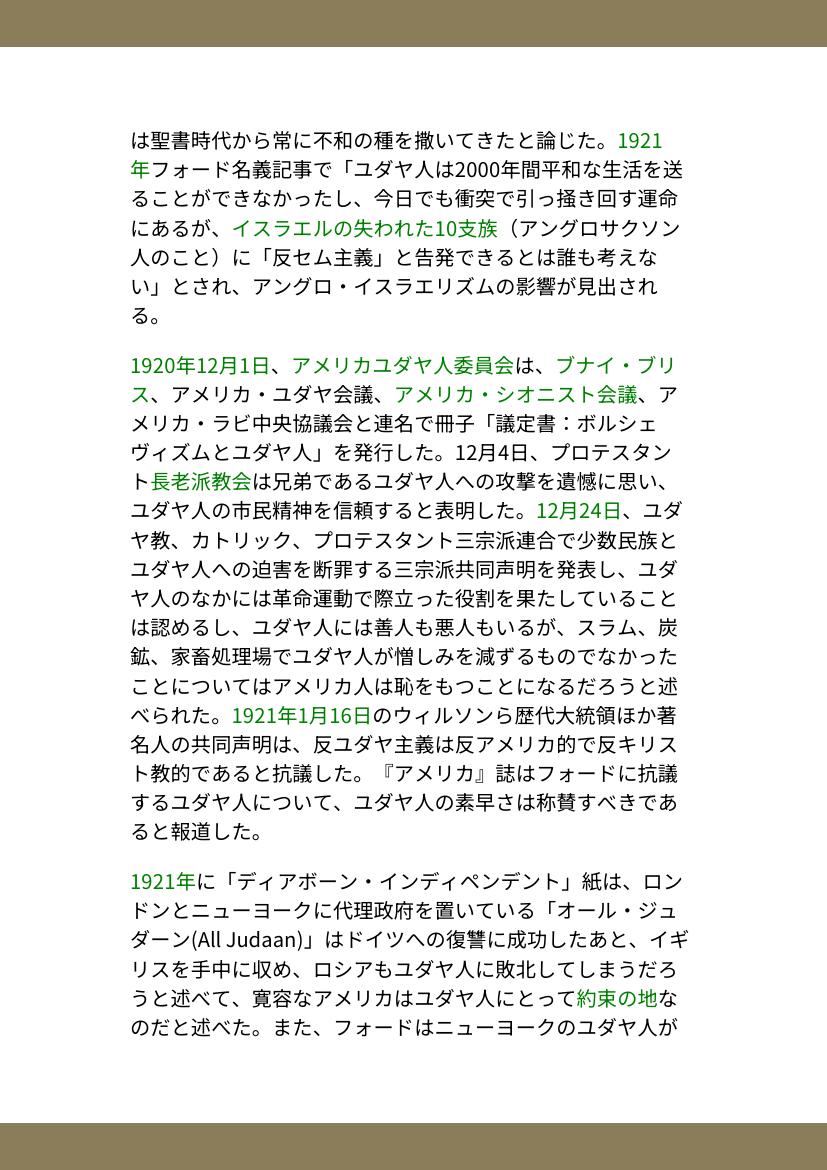 は聖書時代から常に不和の種を撒いてきたと論じた。1921
年フォード名義記事で「ユダヤ人は2000年間平和な生活を送
ることができなかったし、今日でも衝突で引っ掻き回す運命
にあるが、イスラエルの失われた10支族（アングロサクソン
人のこと）に「反セム主義」と告発できるとは誰も考えな
い」とされ、アングロ・イスラエリズムの影響が見出され
る。
1920年12月1日、アメリカユダヤ人委員会は、ブナイ・ブリ
ス、アメリカ・ユダヤ会議、アメリカ・シオニスト会議、ア
メリカ・ラビ中央協議会と連名で冊子「議定書：ボルシェ
ヴィズムとユダヤ人」を発行した。12月4日、プロテスタン
ト長老派教会は兄弟であるユダヤ人への攻撃を遺憾に思い、
ユダヤ人の市民精神を信頼すると表明した。12月24日、ユダ
ヤ教、カトリック、プロテスタント三宗派連合で少数民族と
ユダヤ人への迫害を断罪する三宗派共同声明を発表し、ユダ
ヤ人のなかには革命運動で際立った役割を果たしていること
は認めるし、ユダヤ人には善人も悪人もいるが、スラム、炭
鉱、家畜処理場でユダヤ人が憎しみを減ずるものでなかった
ことについてはアメリカ人は恥をもつことになるだろうと述
べられた。1921年1月16日のウィルソンら歴代大統領ほか著
名人の共同声明は、反ユダヤ主義は反アメリカ的で反キリス
ト教的であると抗議した。『アメリカ』誌はフォードに抗議
するユダヤ人について、ユダヤ人の素早さは称賛すべきであ
ると報道した。
1921年に「ディアボーン・インディペンデント」紙は、ロン
ドンとニューヨークに代理政府を置いている「オール・ジュ
ダーン(All Judaan)」はドイツへの復讐に成功したあと、イギ
リスを手中に収め、ロシアもユダヤ人に敗北してしまうだろ
うと述べて、寛容なアメリカはユダヤ人にとって約束の地な
のだと述べた。また、フォードはニューヨークのユダヤ人が